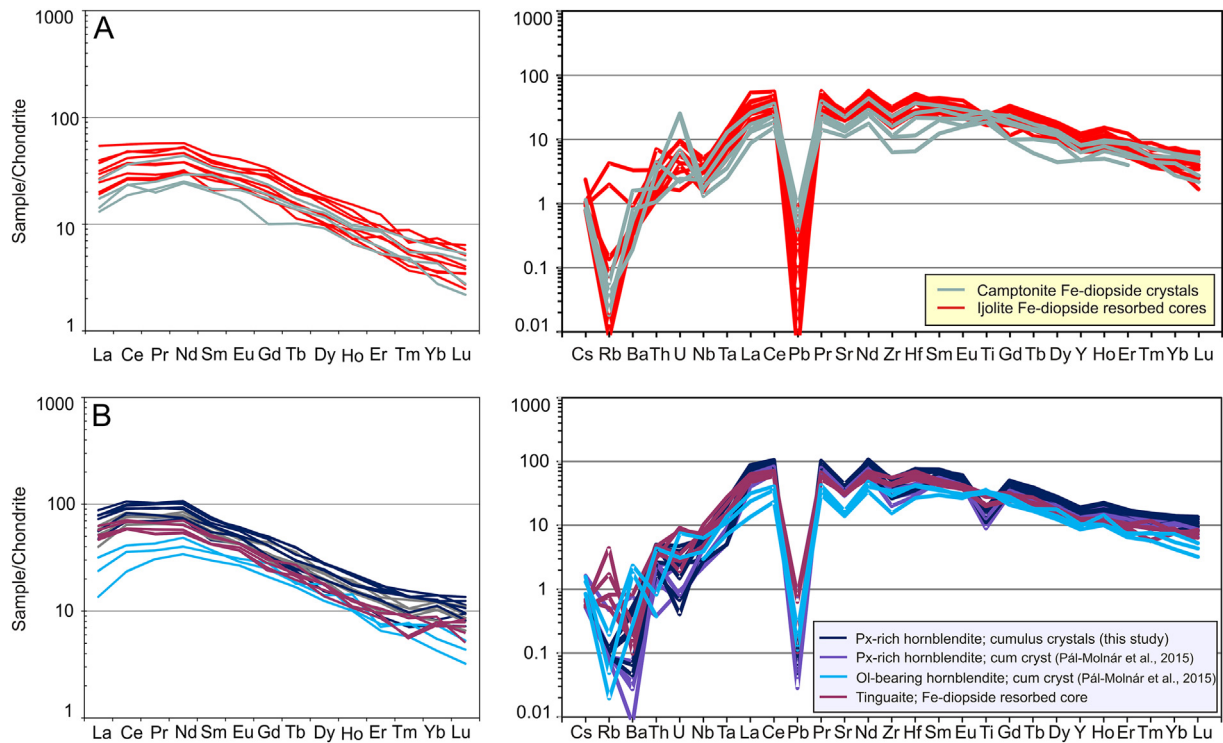 A
Sample/Chondrite
1000
100
10
1
La Ce Pr Nd Sm Eu Gd Tb Dy Ho Er Tm Yb Lu
1000
100
10
1
0.1
0.01
Cs Rb Ba Th U Nb Ta La Ce Pb Pr Sr Nd Zr Hf Sm Eu Ti Gd Tb Dy Y Ho Er Tm Yb Lu
Camptonite Fe-diopside crystals
Ijolite Fe-diopside resorbed cores
B
Sample/Chondrite
1000
100
10
1
La Ce Pr Nd Sm Eu Gd Tb Dy Ho Er Tm Yb Lu
1000
100
10
1
0.1
0.01
Cs Rb Ba Th U Nb Ta La Ce Pb Pr Sr Nd Zr Hf Sm Eu Ti Gd Tb Dy Y Ho Er Tm Yb Lu
Px-rich hornblendite; cumulus crystals (this study)
Px-rich hornblendite; cum cryst (Pál-Molnár et al., 2015)
Ol-bearing hornblendite; cum cryst (Pál-Molnár et al., 2015)
Tinguaite; Fe-diopside resorbed core